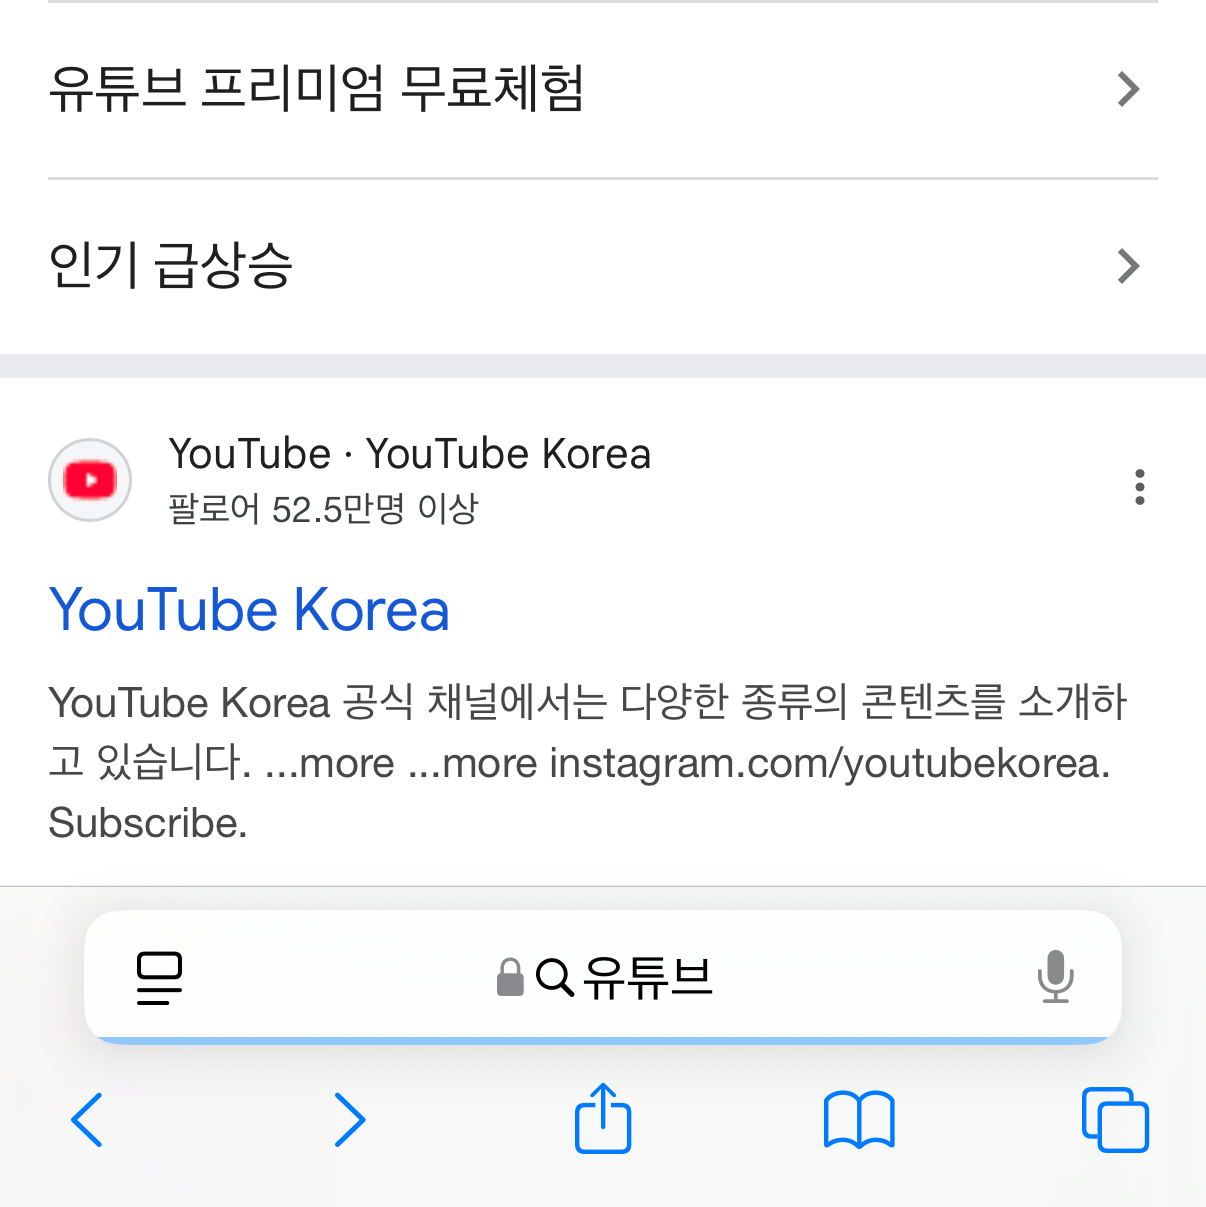 유튜브 프리미엄 무료체험
인기 급상승
YouTube · YouTube Korea
팔로어 52.5만명 이상
YouTube Korea
YouTube Korea 공식 채널에서는 다양한 종류의 콘텐츠를 소개하
고 있습니다. ...more ...more instagram.com/youtubekorea.
Subscribe.
유튜브